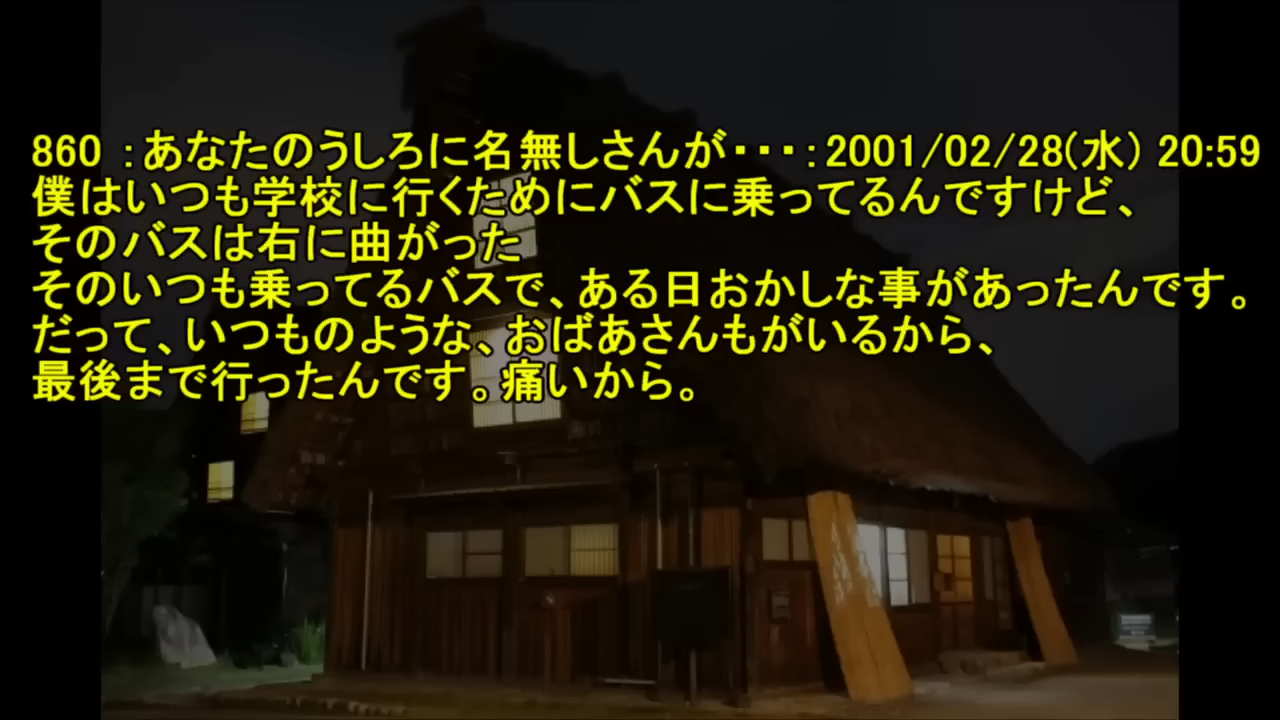 860 :あなたのうしろに名無しさんが・・・:2001/02/28(水) 20:59
僕はいつも学校に行くためにバスに乗ってるんですけど、
そのバスは右に曲がった
そのいつも乗ってるバスで、ある日おかしな事があったんです。
だって、いつものような、おばあさんもがいるから、
最後まで行ったんです。痛いから。